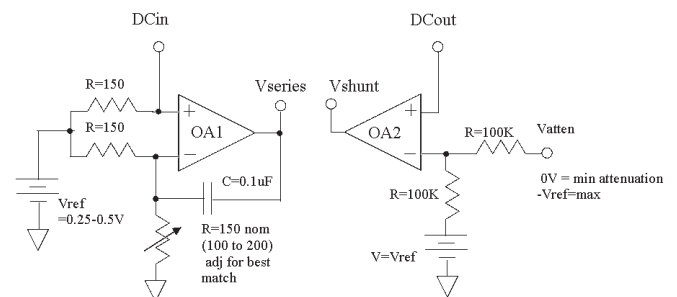 DCin
DCout
R=150
Vseries
Vshunt
+
+
R=150
OA1
OA2
R=100K
Vatten
−
−
C=0.1uF
0V = min attenuation
-Vref=max
R=100K
Vref
=0.25-0.5V
R=150 nom
(100 to 200)
adj for best
match
V=Vref